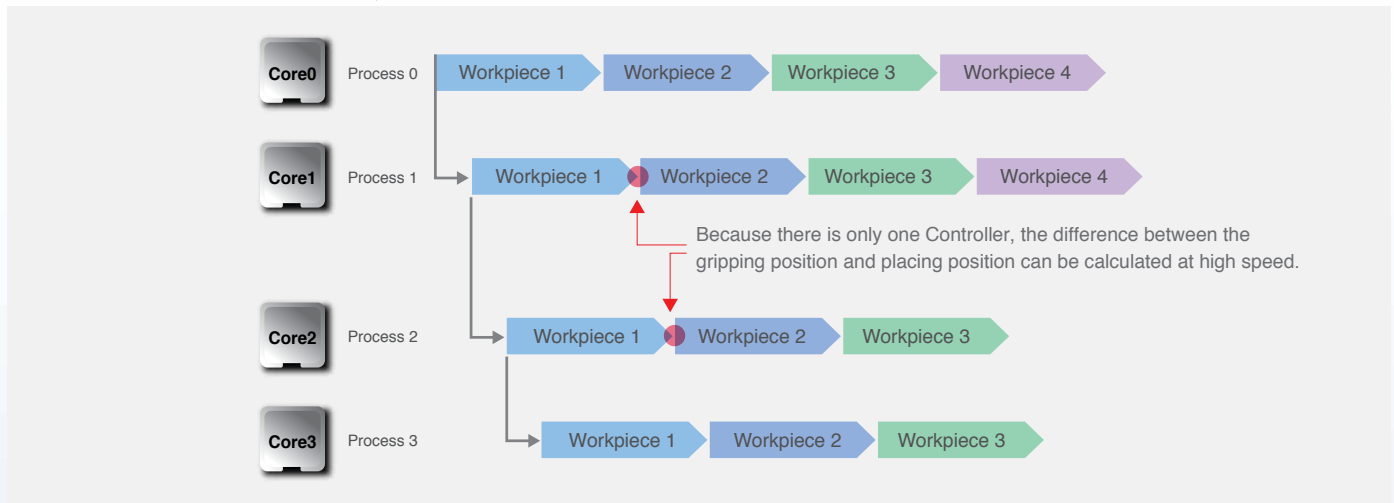 Core0 Process 0 Workpiece 1 Workpiece 2 Workpiece 3 Workpiece 4
Core1 Process 1 Workpiece 1 Workpiece 2 Workpiece 3 Workpiece 4
Because there is only one Controller, the difference between the
gripping position and placing position can be calculated at high speed.
Core2 Process 2 Workpiece 1 Workpiece 2 Workpiece 3
Core3 Process 3 Workpiece 1 Workpiece 2 Workpiece 3